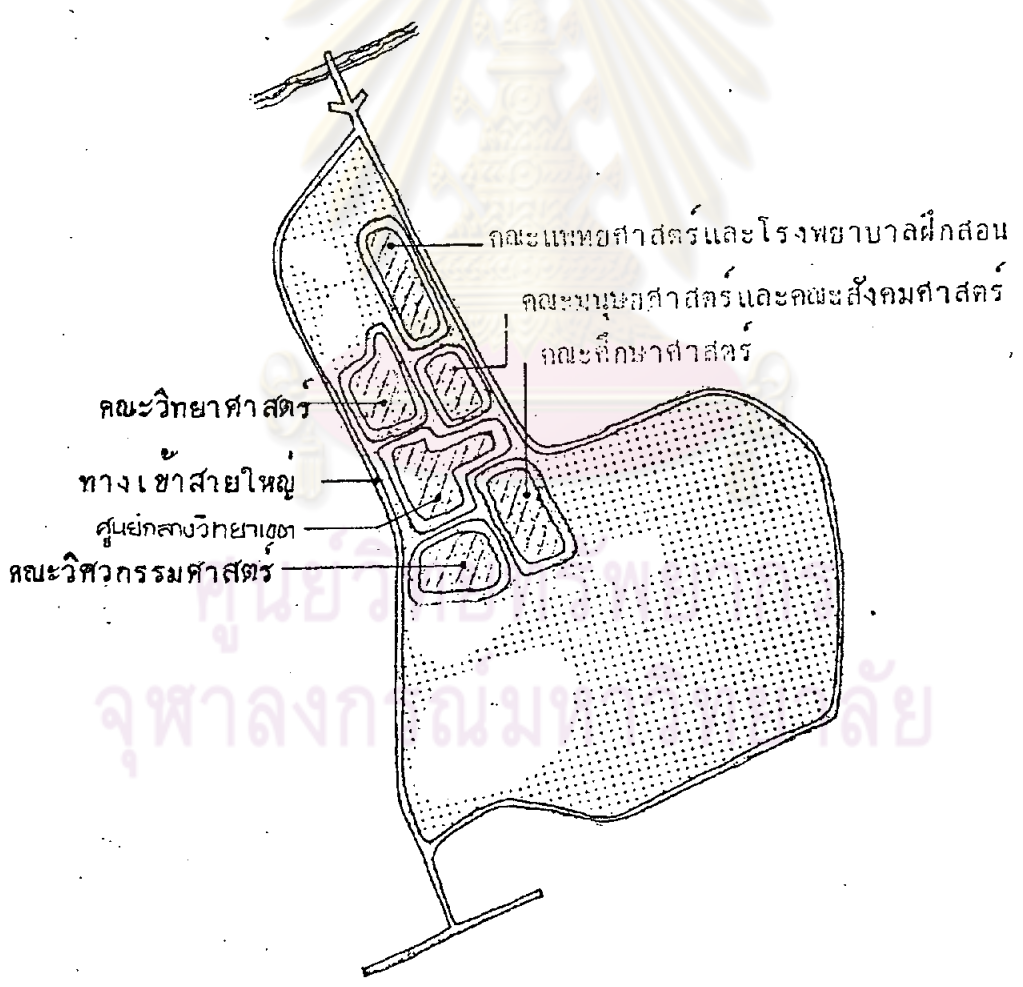 คณะแพทยศาสตร์และโรงพยาบาลฝึกสอน
คณะมนุษยศาสตร์และคณะสังคมศาสตร์
คณะศึกษาศาสตร์
คณะวิทยาศาสตร์
ทางเข้าสายใหญ่
ศูนย์กลางวิทยาเขต
คณะวิศวกรรมศาสตร์
ศูนย์วิทยทรัพยากร
จุฬาลงกรณ์มหาวิทยาลัย